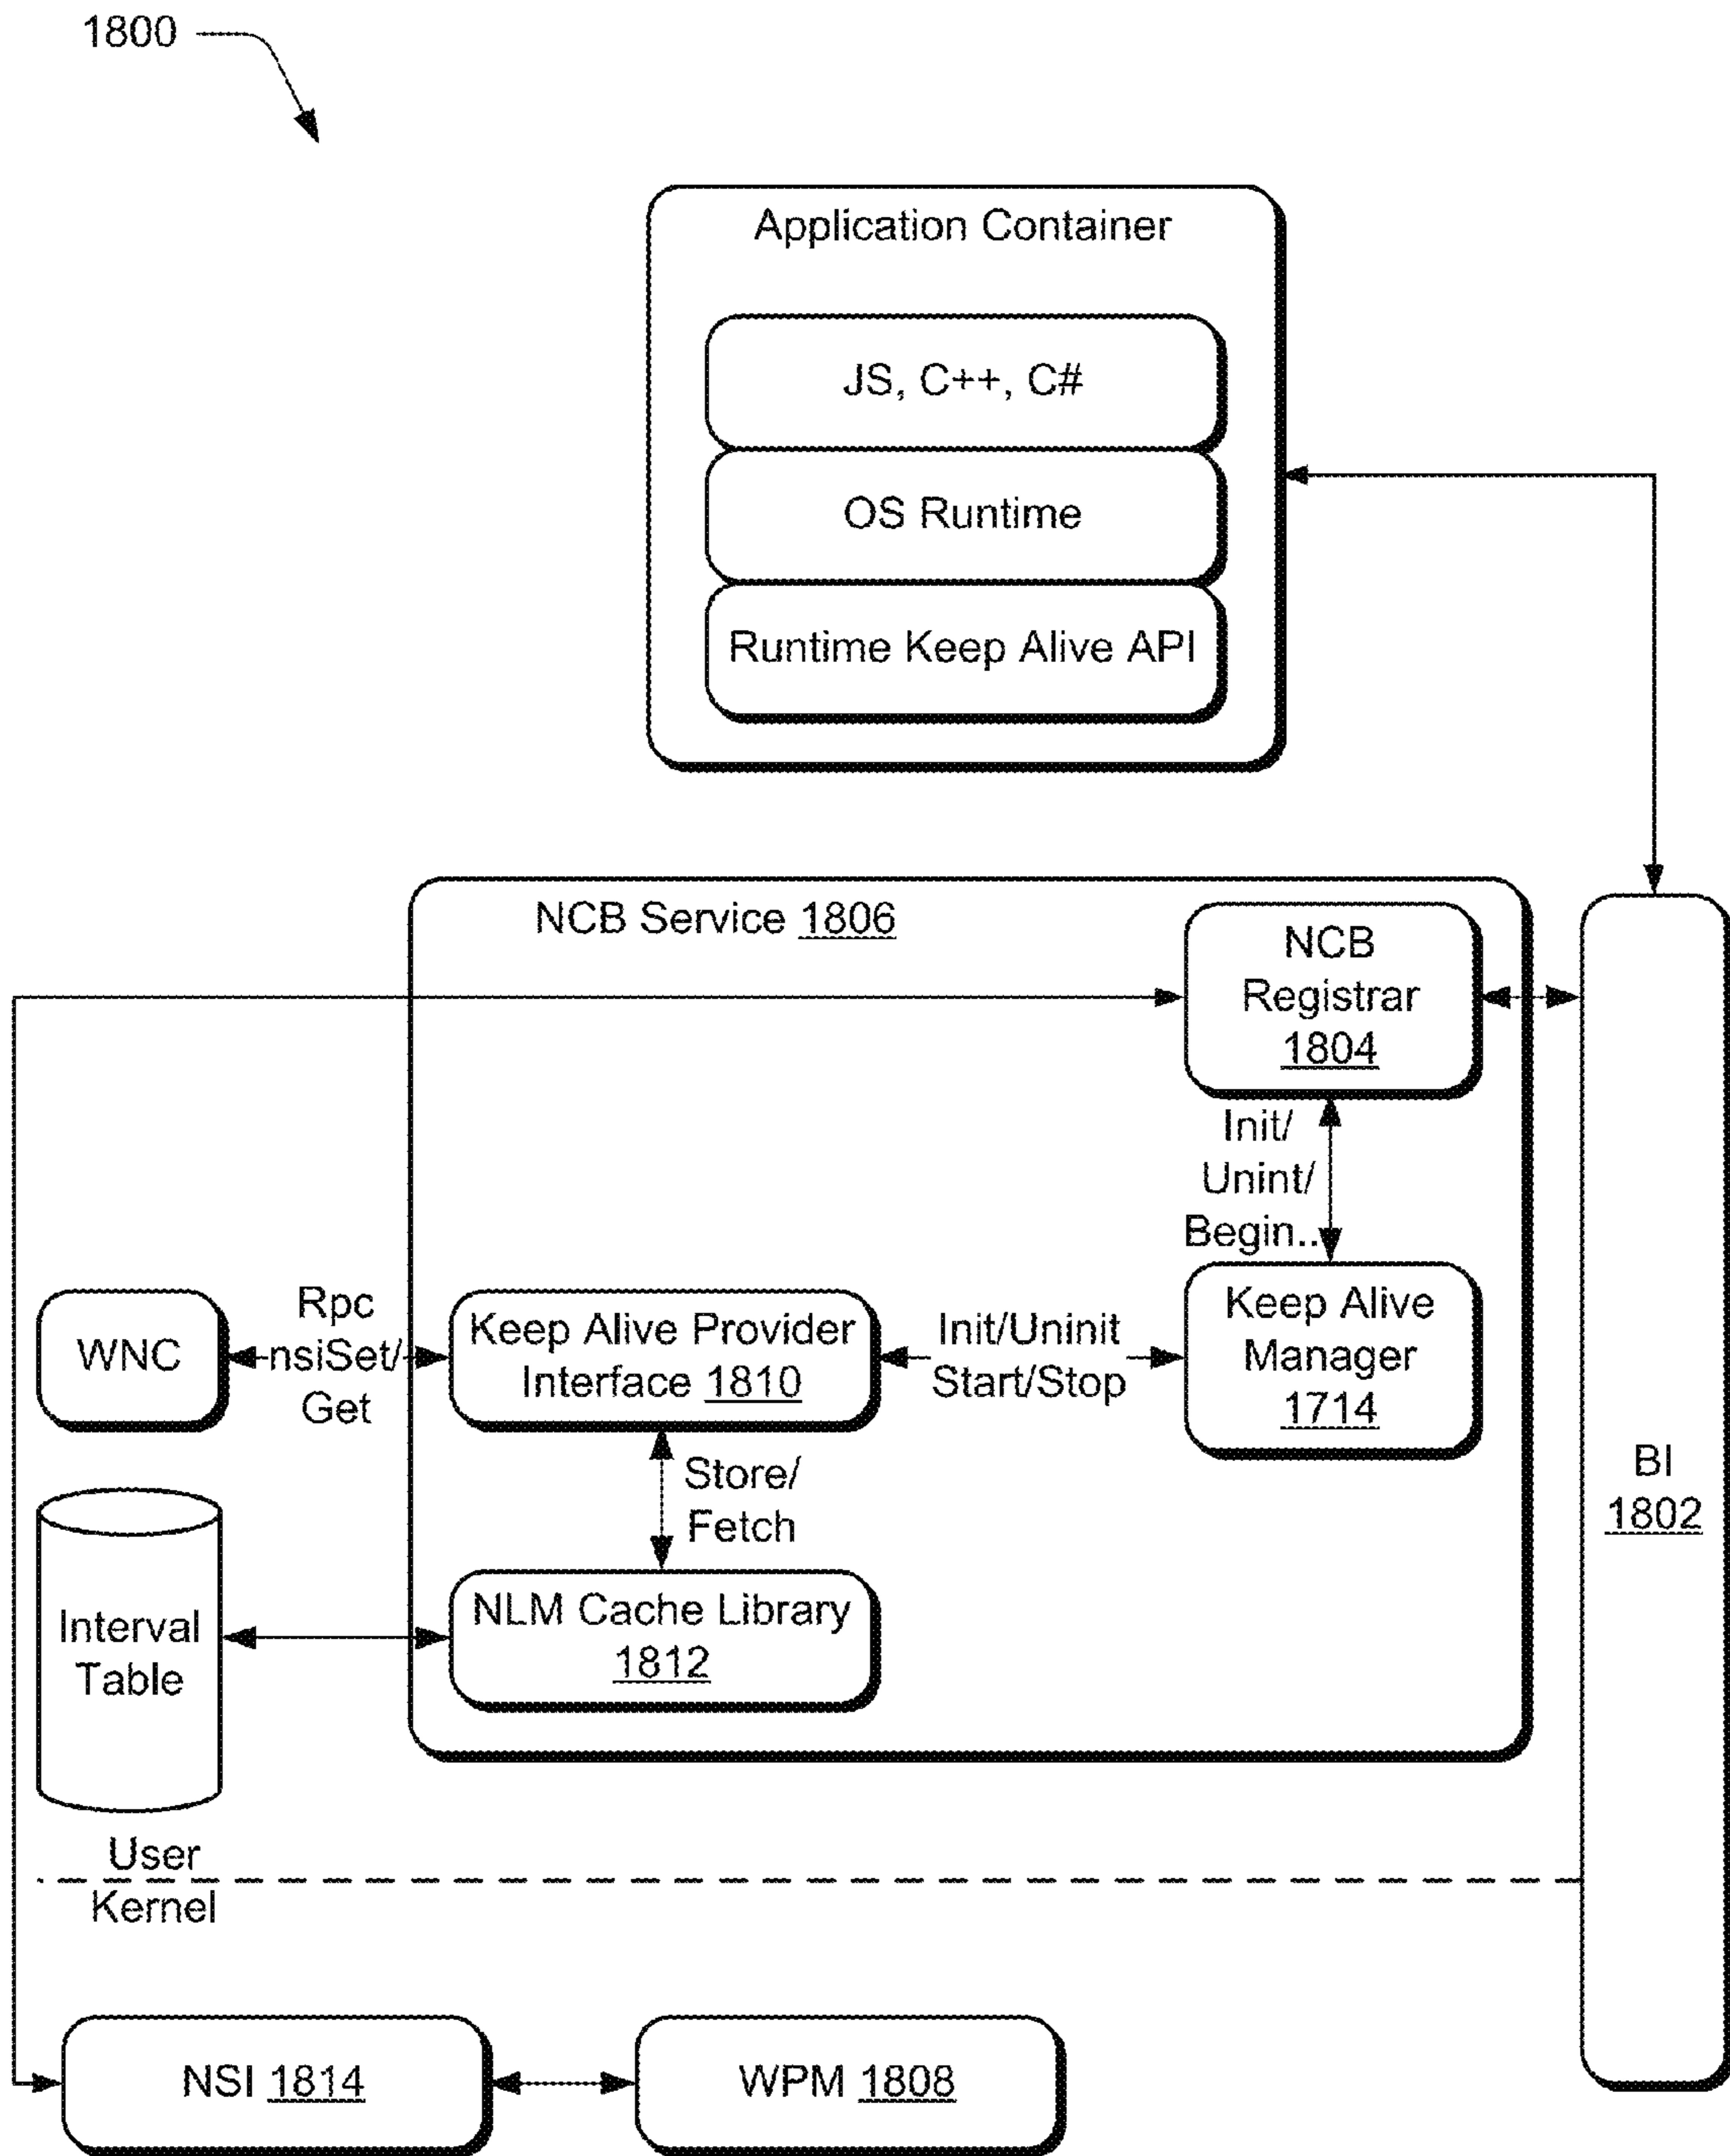 1800
Application Container
JS, C++, C#
OS Runtime
Runtime Keep Alive API
NCB Service 1806
NCB
Registrar
1804
Init/
Unint/
Begin..
Keep Alive
Manager
1714
Init/Uninit
Start/Stop
Keep Alive Provider
Interface 1810
Rpc
nsiSet/
Get
WNC
Store/
Fetch
NLM Cache Library
1812
Interval
Table
BI
1802
User
Kernel
NSI 1814
WPM 1808